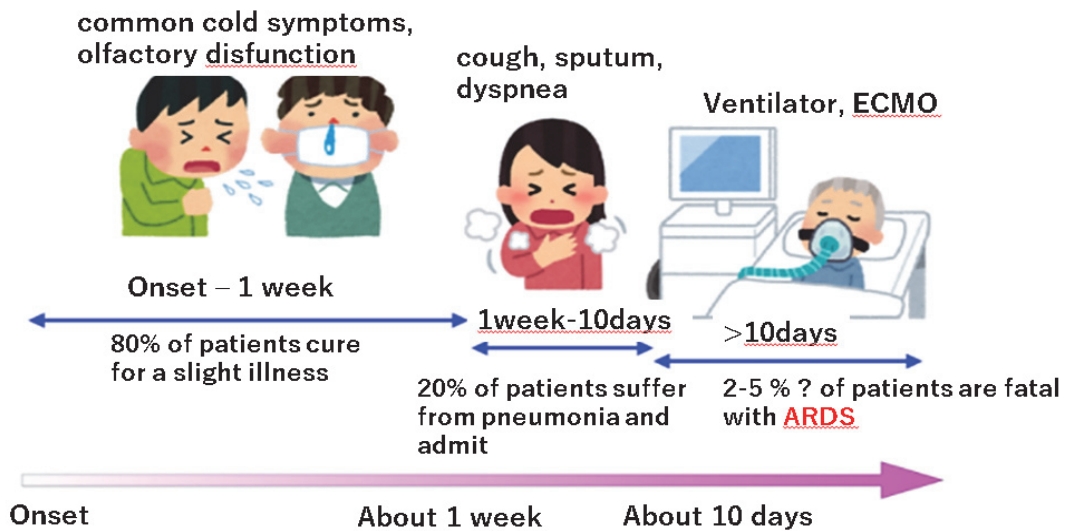 common cold symptoms,
olfactory disfunction
cough, sputum,
dyspnea
Ventilator, ECMO
Onset – 1 week
80% of patients cure
for a slight illness
1week-10days
20% of patients suffer
from pneumonia and
admit
>10days
2-5 % ? of patients are fatal
with ARDS
Onset
About 1 week
About 10 days